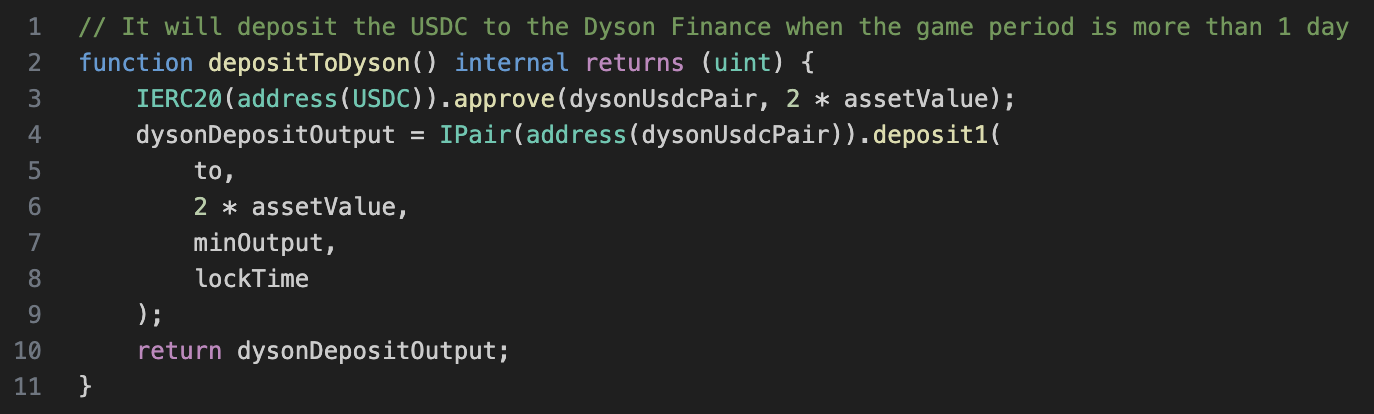 1 // It will deposit the USDC to the Dyson Finance when the game period is more than 1 day
2 function depositToDyson() internal returns (uint) {
3     IERC20(address(USDC)).approve(dysonUsdcPair, 2 * assetValue);
4     dysonDepositOutput = IPair(address(dysonUsdcPair)).deposit1(
5         to,
6         2 * assetValue,
7         minOutput,
8         lockTime
9     );
10     return dysonDepositOutput;
11 }